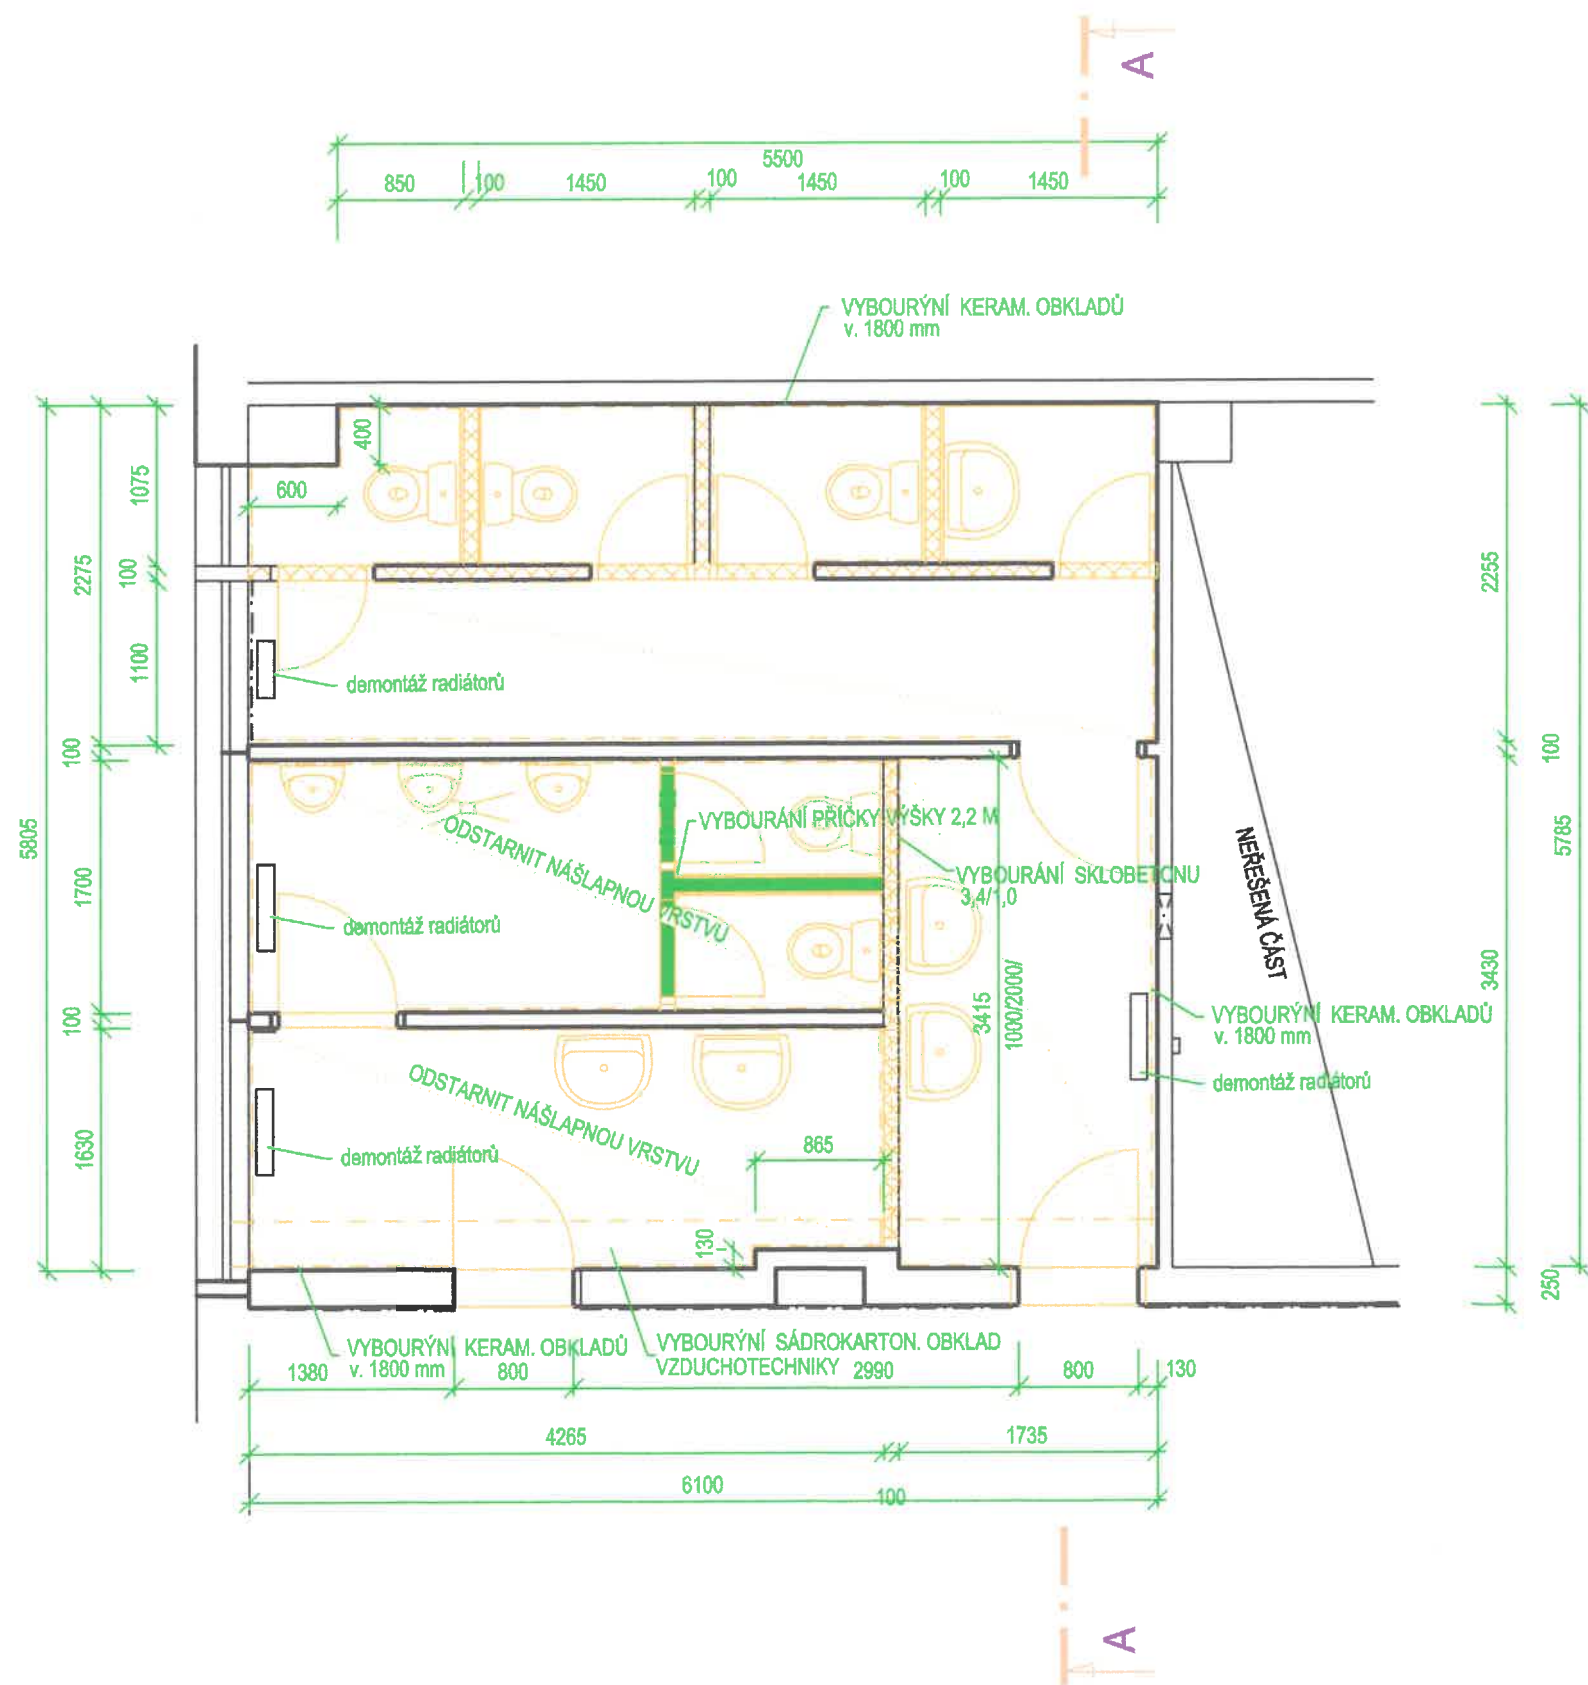 A
5500
850
100
1450
100
1450
100
1450
VYBOURÝNÍ KERAM. OBKLADŮ
v. 1800 mm
400
600
1075
2275
100
1100
100
5805
1700
100
1630
2255
100
5785
3430
250
demontáž radiátorů
VYBOURÁNÍ PŘÍČKY VÝŠKY 2,2 M
ODSTARNIT NÁŠLAPNOU VRSTVU
VYBOURÁNÍ SKLOBETONU
3,4/1,0
NEŘEŠENÁ ČÁST
demontáž radiátorů
3415
1000/2000/
VYBOURÝNÍ KERAM. OBKLADŮ
v. 1800 mm
demontáž radiátorů
ODSTARNIT NÁŠLAPNOU VRSTVU
865
demontáž radiátorů
130
VYBOURÝNÍ KERAM. OBKLADŮ
v. 1800 mm
VYBOURÝNÍ SÁDROKARTON. OBKLAD
VZDUCHOTECHNIKY
1380
800
2990
800
130
4265
1735
6100
100
A